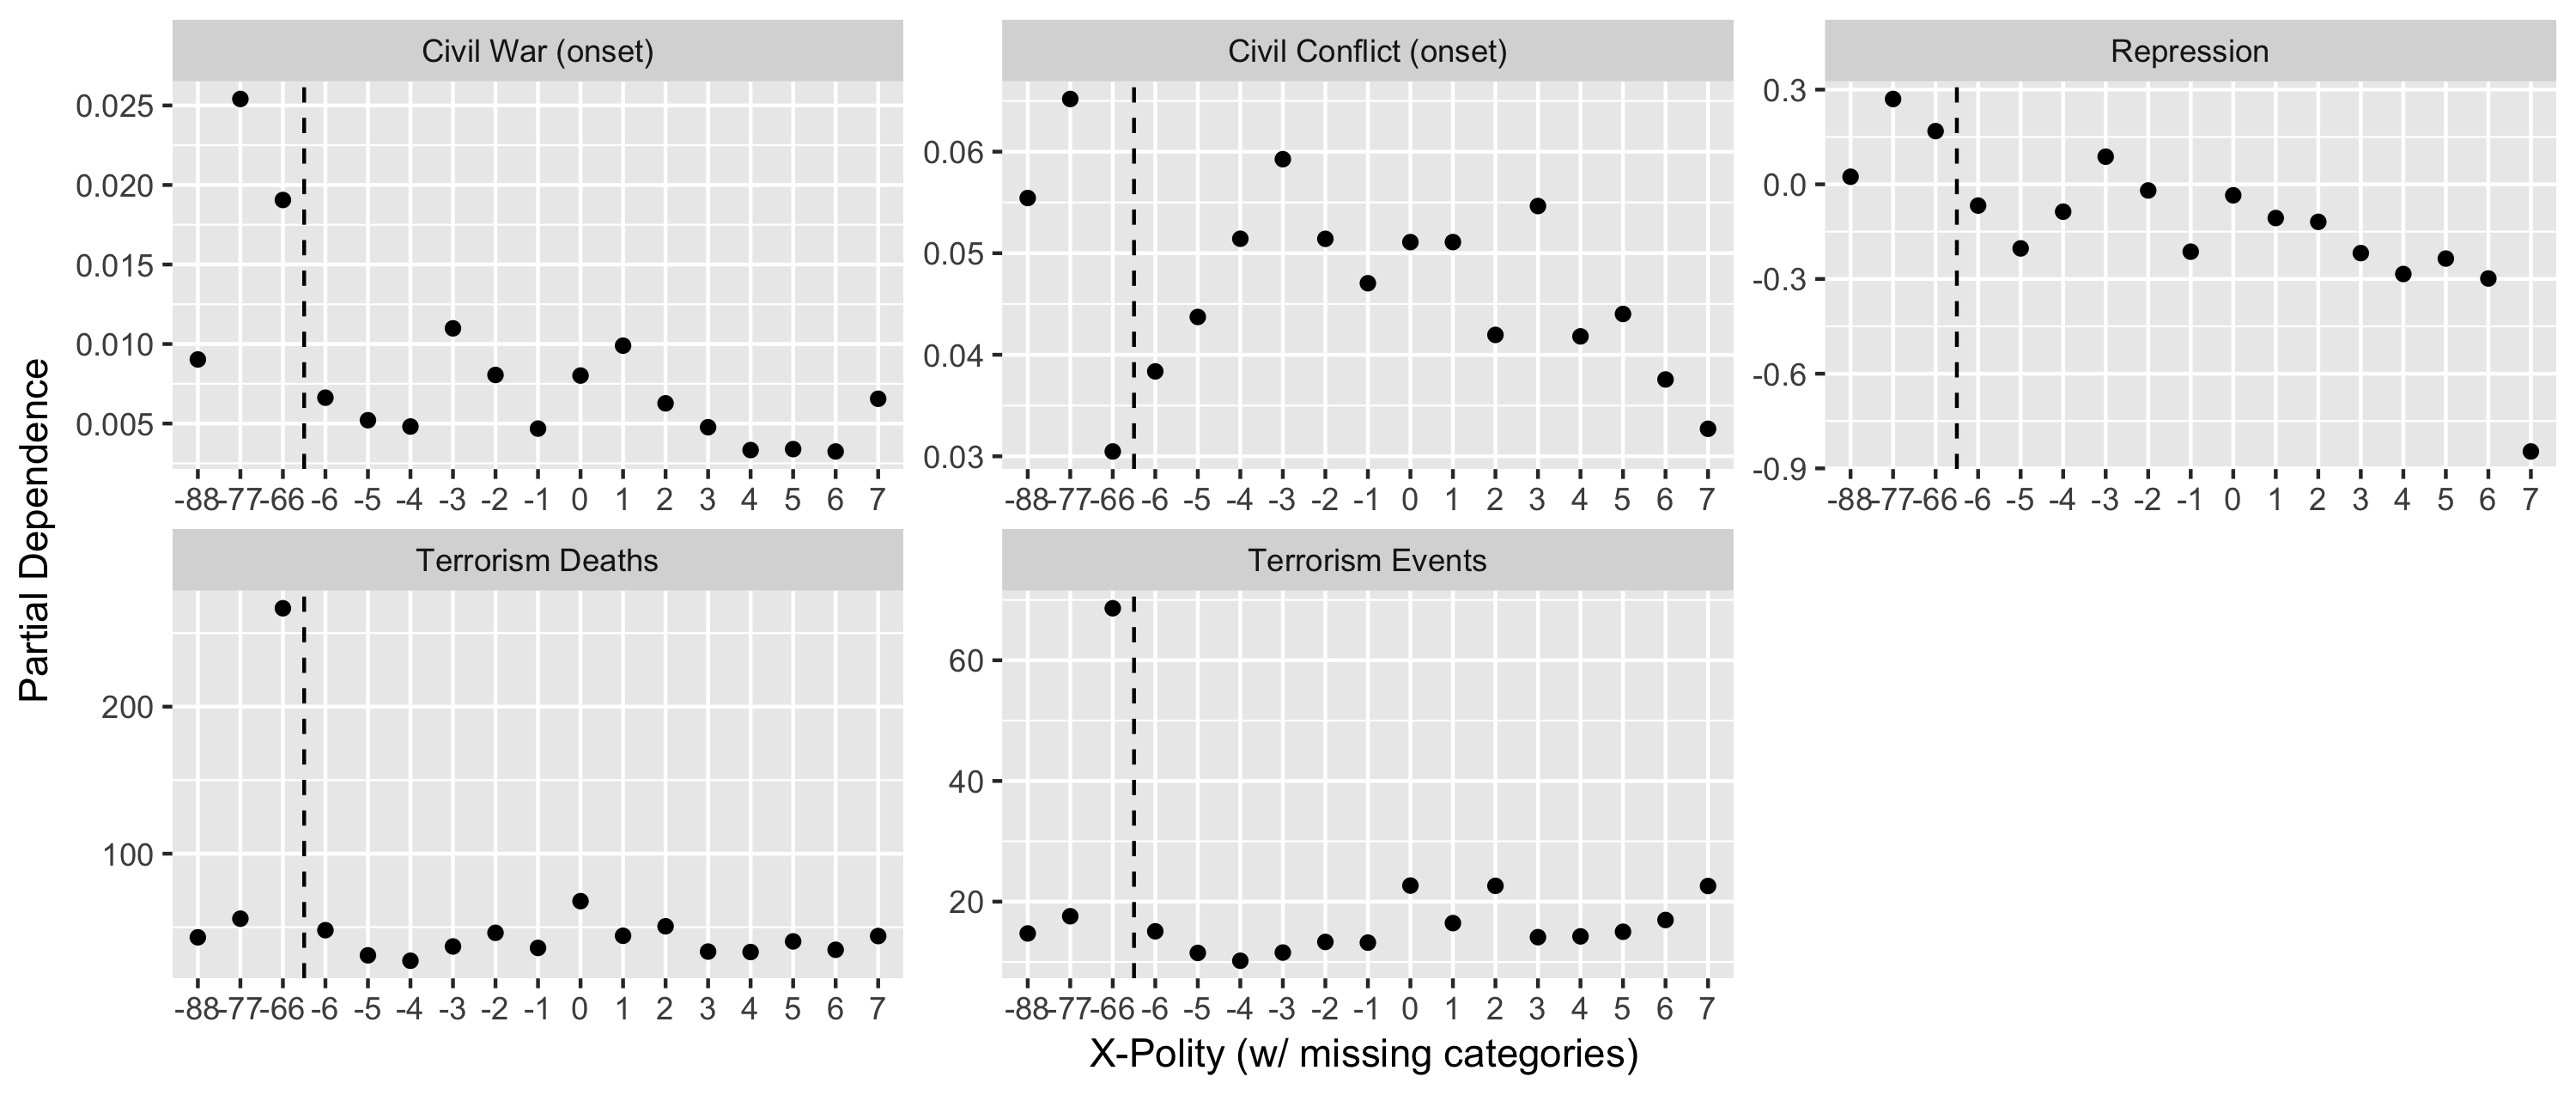 Civil War (onset)
Civil Conflict (onset)
Repression
0.025
0.020
0.015
0.010
0.005
0.06
0.05
0.04
0.03
0.3
0.0
-0.3
-0.6
-0.9
-88 -77 -66 -6 -5 -4 -3 -2 -1 0 1 2 3 4 5 6 7
-88 -77 -66 -6 -5 -4 -3 -2 -1 0 1 2 3 4 5 6 7
-88 -77 -66 -6 -5 -4 -3 -2 -1 0 1 2 3 4 5 6 7
Partial Dependence
Terrorism Deaths
Terrorism Events
200
100
60
40
20
-88 -77 -66 -6 -5 -4 -3 -2 -1 0 1 2 3 4 5 6 7
-88 -77 -66 -6 -5 -4 -3 -2 -1 0 1 2 3 4 5 6 7
X-Polity (w/ missing categories)